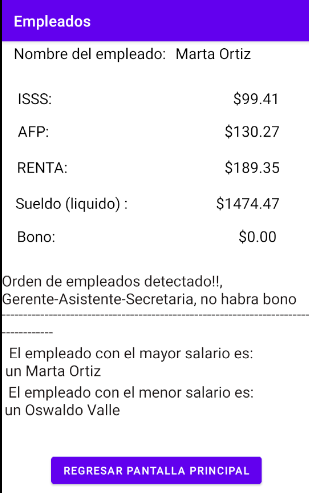 Empleados
Nombre del empleado: Marta Ortiz
ISSS: $99.41
AFP: $130.27
RENTA: $189.35
Sueldo (liquido) : $1474.47
Bono: $0.00
Orden de empleados detectado!!,
Gerente-Asistente-Secretaria, no habra bono
--------------------------------------------------------------------------------
------------
El empleado con el mayor salario es:
un Marta Ortiz
El empleado con el menor salario es:
un Oswaldo Valle
REGRESAR PANTALLA PRINCIPAL